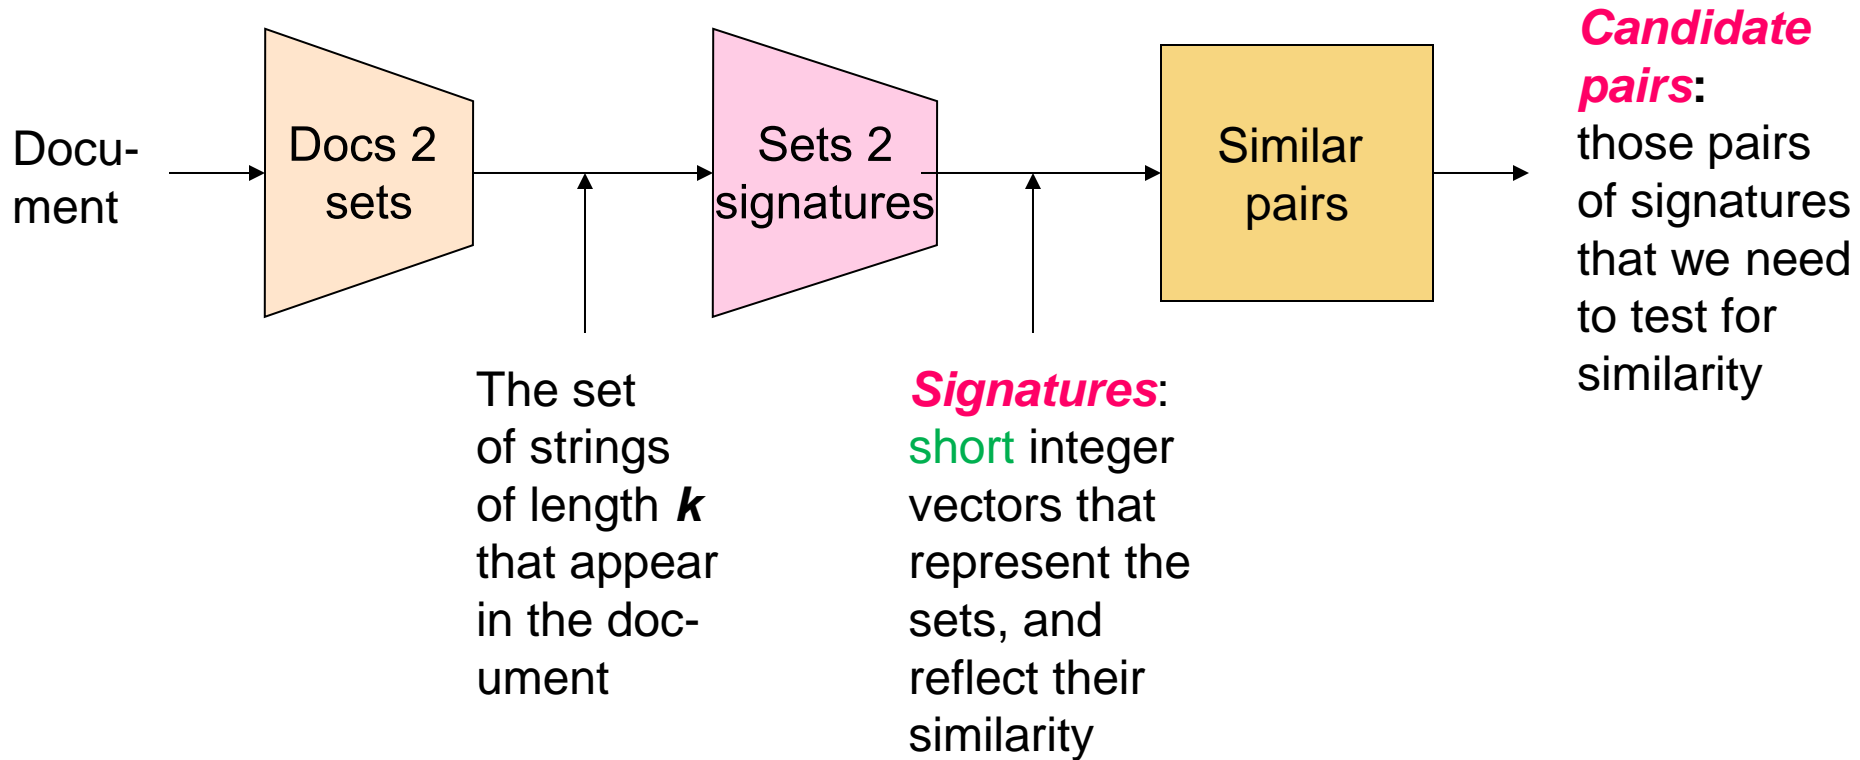 Docu-
ment
Docs 2
sets
The set
of strings
of length k
that appear
in the doc-
ument
Sets 2
signatures
Signatures:
short integer
vectors that
represent the
sets, and
reflect their
similarity
Similar
pairs
Candidate
pairs:
those pairs
of signatures
that we need
to test for
similarity